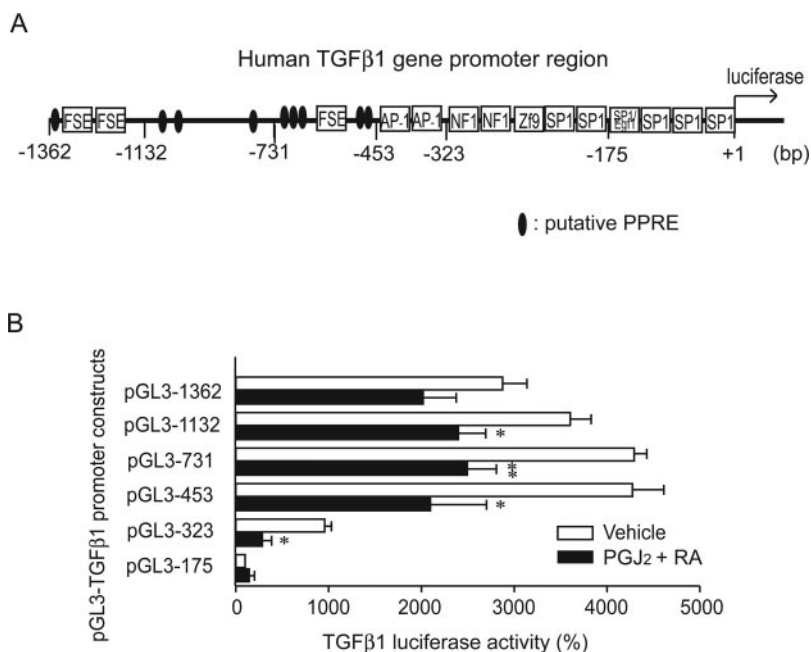 A
Human TGFβ1 gene promoter region
luciferase
FSE FSE FSE AP-1 AP-1 NF1 NF1 Zf9 SP1 SP1 SP1/Egr1 SP1 SP1 SP1
-1362 -1132 -731 -453 -323 -175 +1 (bp)
: putative PPRE
B
pGL3-TGFβ1 promoter constructs
pGL3-1362
pGL3-1132
*
pGL3-731
**
pGL3-453
*
pGL3-323
*
pGL3-175
Vehicle
PGJ2 + RA
0 1000 2000 3000 4000 5000
TGFβ1 luciferase activity (%)